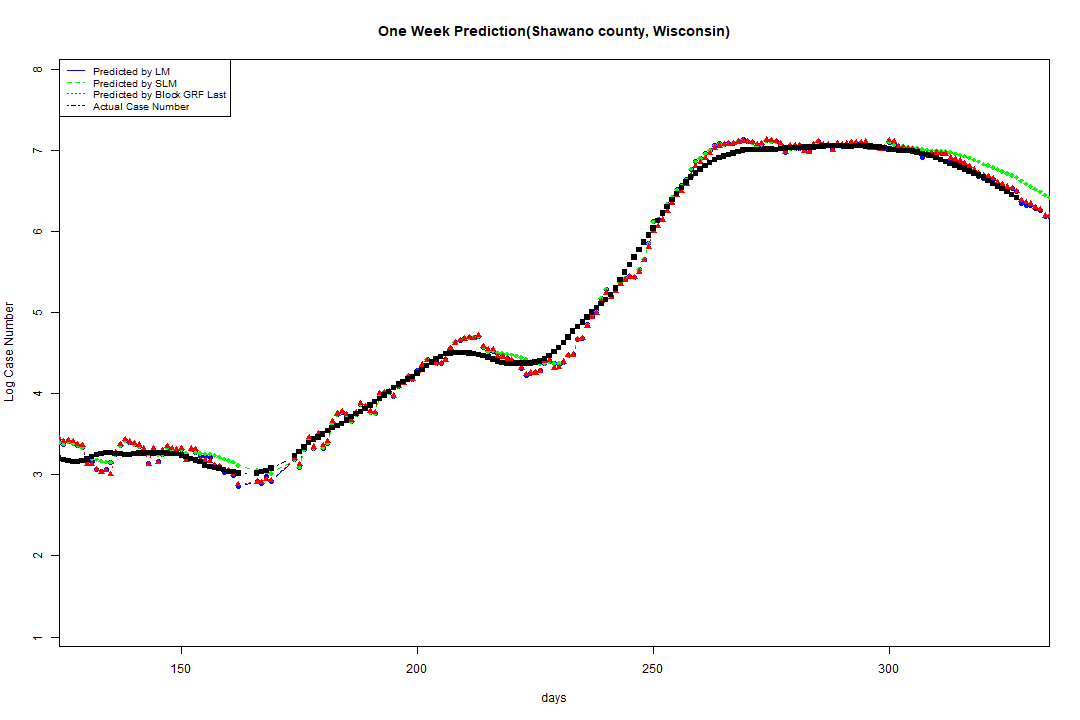 One Week Prediction(Shawano county, Wisconsin)
Predicted by LM
Predicted by SLM
Predicted by Block GRF Last
Actual Case Number
8
7
6
5
4
3
2
1
Log Case Number
150 200 250 300
days